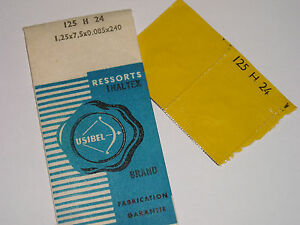 125 H 24
1,25x7,5x0.085x240
RESSORTS
USIBEL
BRAND
FABRICATION
GARANTIE
125 H 24